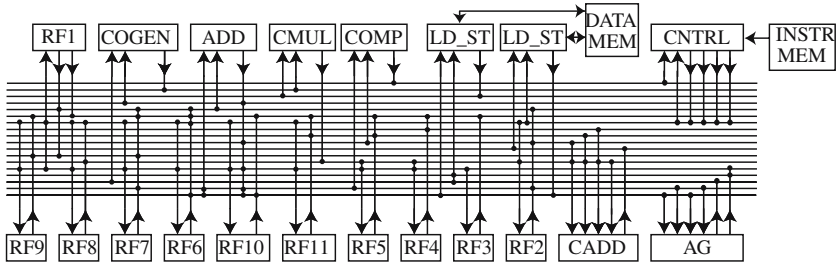 RF1 COGEN ADD CMUL COMP LD_ST LD_ST DATA MEM CNTRL INSTR MEM
RF9 RF8 RF7 RF6 RF10 RF11 RF5 RF4 RF3 RF2 CADD AG